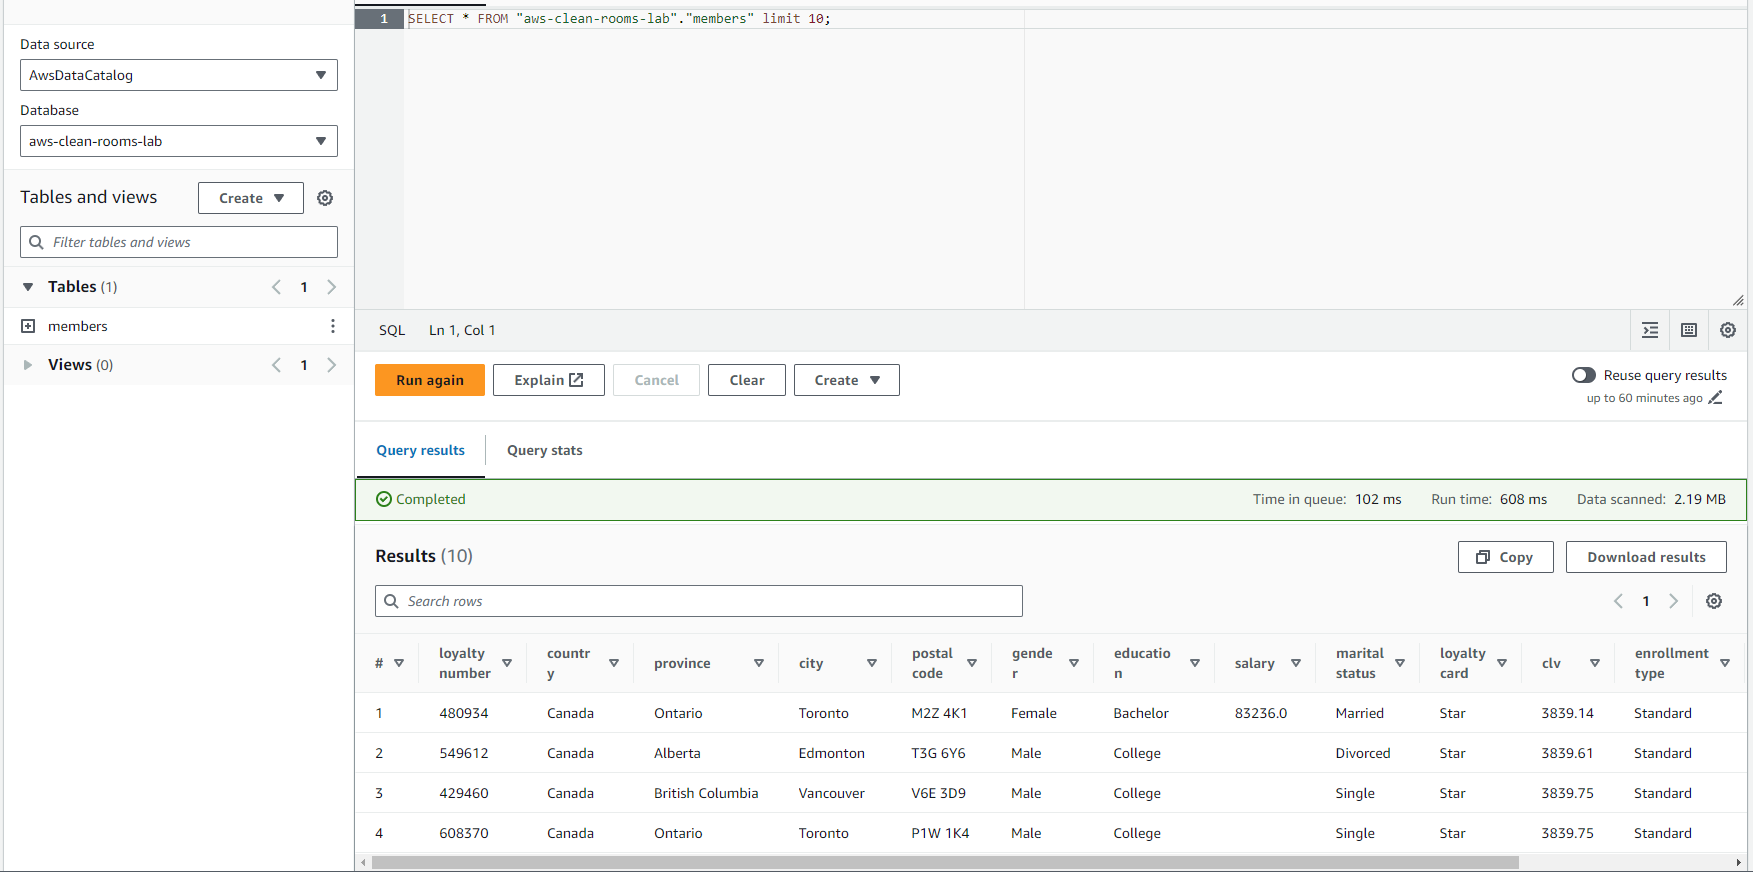 Data source
AwsDataCatalog
Database
aws-clean-rooms-lab
Tables and views
Create
Filter tables and views
Tables (1)
1
members
Views (0)
1
1 SELECT * FROM "aws-clean-rooms-lab"."members" limit 10;
SQL Ln 1, Col 1
Run again Explain Cancel Clear Create
Reuse query results
up to 60 minutes ago
Query results Query stats
Completed Time in queue: 102 ms Run time: 608 ms Data scanned: 2.19 MB
Results (10) Copy Download results
Search rows 1
# loyalty number country province city postal code gender education salary marital status loyalty card clv enrollment type
1 480934 Canada Ontario Toronto M2Z 4K1 Female Bachelor 83236.0 Married Star 3839.14 Standard
2 549612 Canada Alberta Edmonton T3G 6Y6 Male College Divorced Star 3839.61 Standard
3 429460 Canada British Columbia Vancouver V6E 3D9 Male College Single Star 3839.75 Standard
4 608370 Canada Ontario Toronto P1W 1K4 Male College Single Star 3839.75 Standard